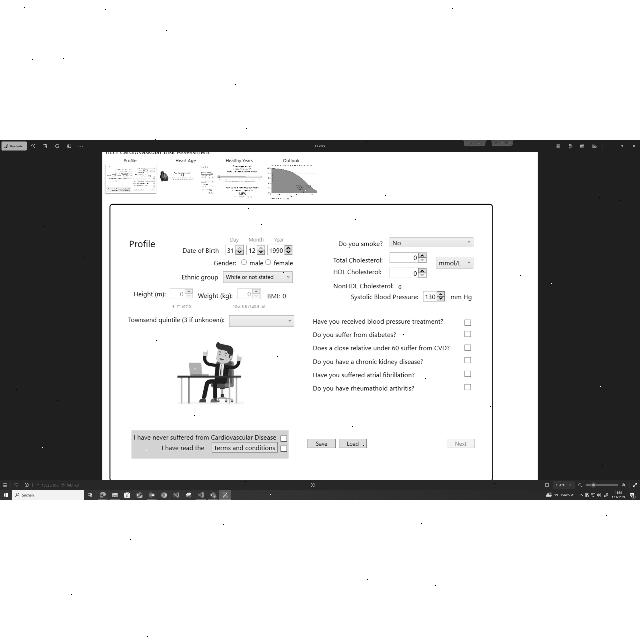 Profile Heart Age Healthy Years Outlook
Profile
Day Month Year
Date of Birth 31 12 1990
Gender: male female
Ethnic group White or not stated
Height (m): 0 Weight (kg): 0 BMI: 0
Townsend quintile (3 if unknown):
I have never suffered from Cardiovascular Disease
I have read the terms and conditions
Do you smoke? No
Total Cholesterol: 0 mmol/L
HDL Cholesterol: 0
NonHDL Cholesterol: 0
Systolic Blood Pressure: 130 mm Hg
Have you received blood pressure treatment?
Do you suffer from diabetes?
Does a close relative under 60 suffer from CVD?
Do you have a chronic kidney disease?
Have you suffered atrial fibrillation?
Do you have rheumathoid arthritis?
Save Load Next